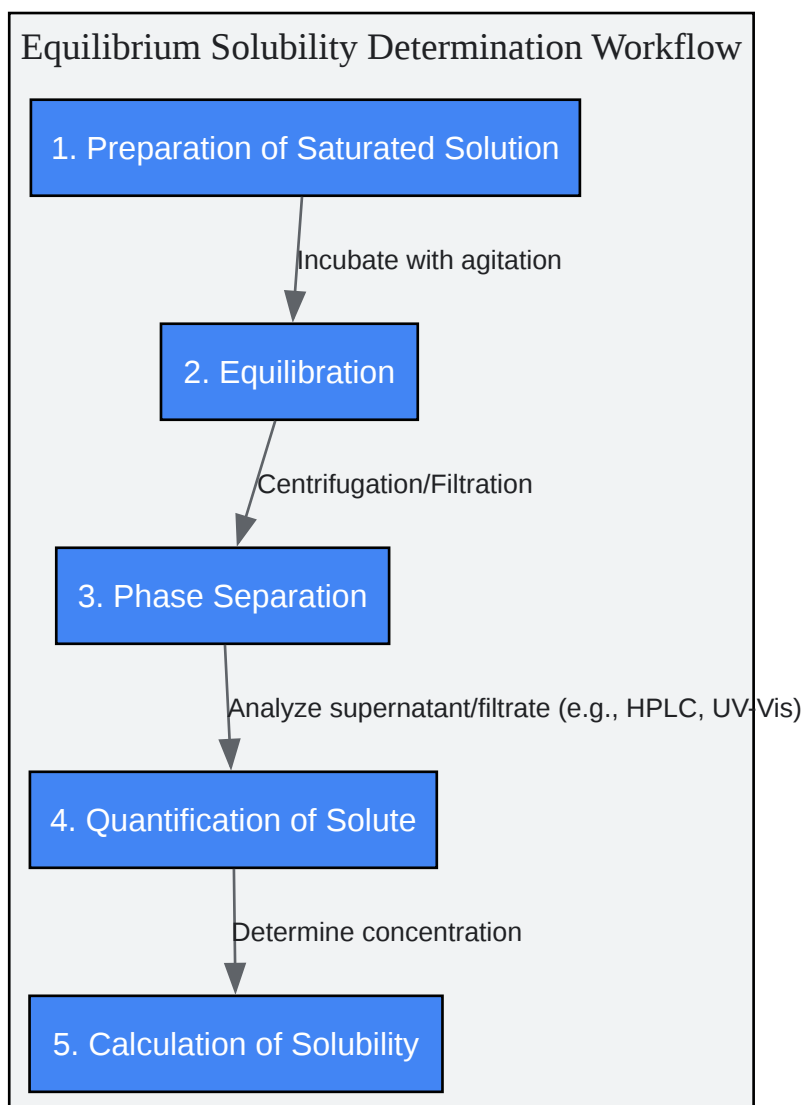 Equilibrium Solubility Determination Workflow
1. Preparation of Saturated Solution
Incubate with agitation
2. Equilibration
Centrifugation/Filtration
3. Phase Separation
Analyze supernatant/filtrate (e.g., HPLC, UV-Vis)
4. Quantification of Solute
Determine concentration
5. Calculation of Solubility